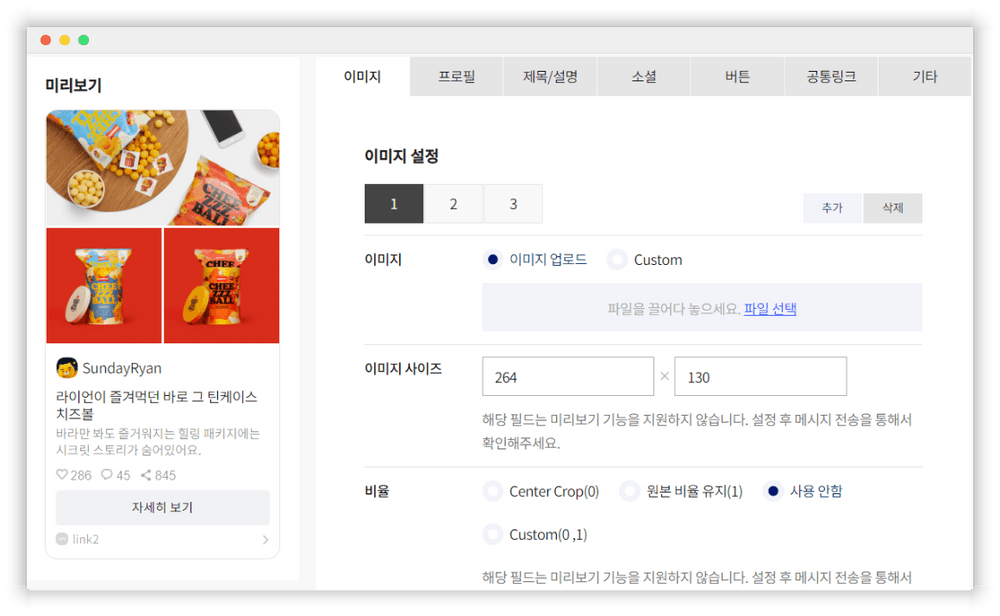 미리보기
CHEE
ZZZ
BALL
CHEE
ZZZ
BALL
CHEE
CHEE
ZZZ
BALL
SundayRyan
라이언이 즐겨먹던 바로 그 틴케이스
치즈볼
바라만 봐도 즐거워지는 힐링 패키지에는
시크릿 스토리가 숨어있어요.
286 45 845
자세히 보기
link2
이미지 프로필 제목/설명 소셜 버튼 공통링크 기타
이미지 설정
1 2 3 추가 삭제
이미지 이미지 업로드 Custom
파일을 끌어다 놓으세요. 파일 선택
이미지 사이즈 264 × 130
해당 필드는 미리보기 기능을 지원하지 않습니다. 설정 후 메시지 전송을 통해서
확인해주세요.
비율 Center Crop(0) 원본 비율 유지(1) 사용 안함
Custom(0 ,1)
해당 필드는 미리보기 기능을 지원하지 않습니다. 설정 후 메시지 전송을 통해서